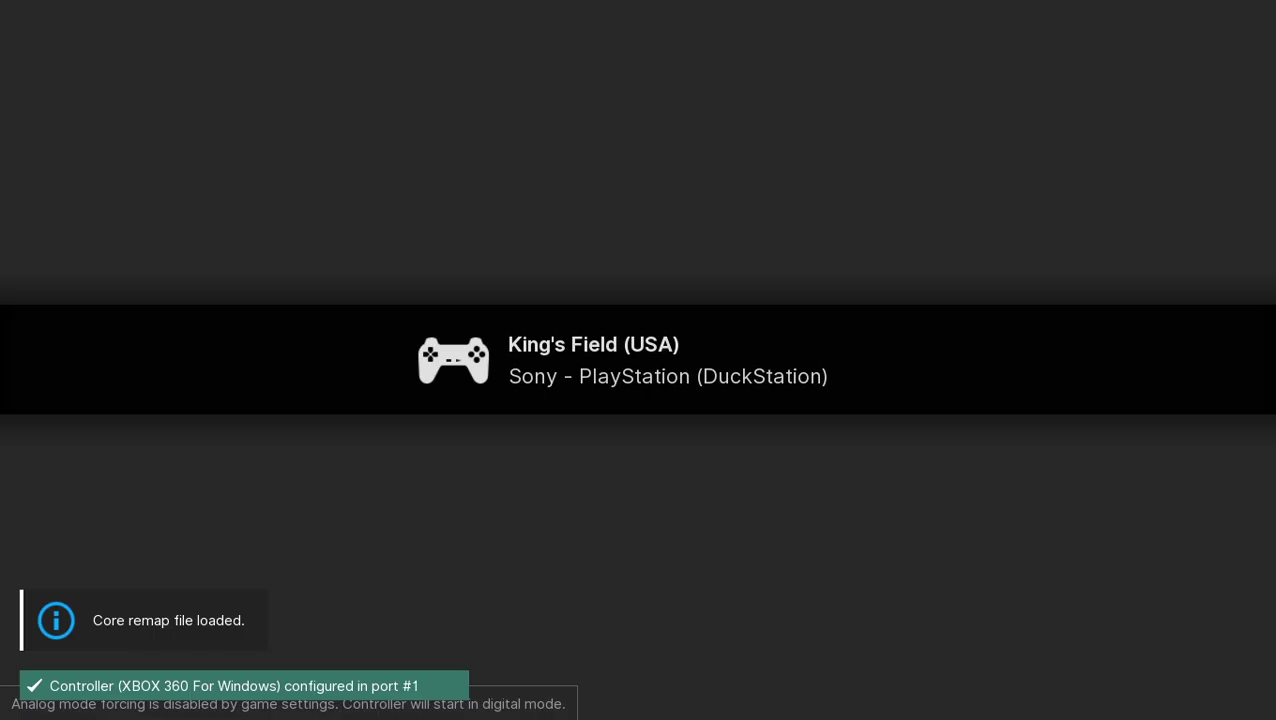 King's Field (USA)
Sony - PlayStation (DuckStation)
Core remap file loaded.
Controller (XBOX 360 For Windows) configured in port #1
Analog mode forcing is disabled by game settings. Controller will start in digital mode.